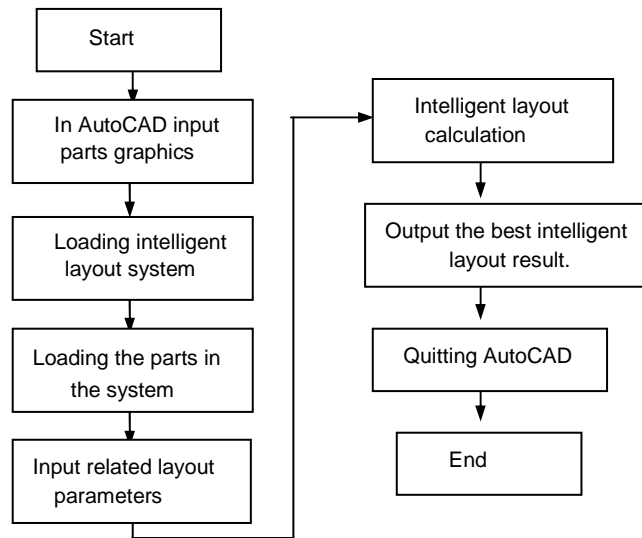 Start
In AutoCAD input
parts graphics
Loading intelligent
layout system
Loading the parts in
the system
Input related layout
parameters
Intelligent layout
calculation
Output the best intelligent
layout result.
Quitting AutoCAD
End